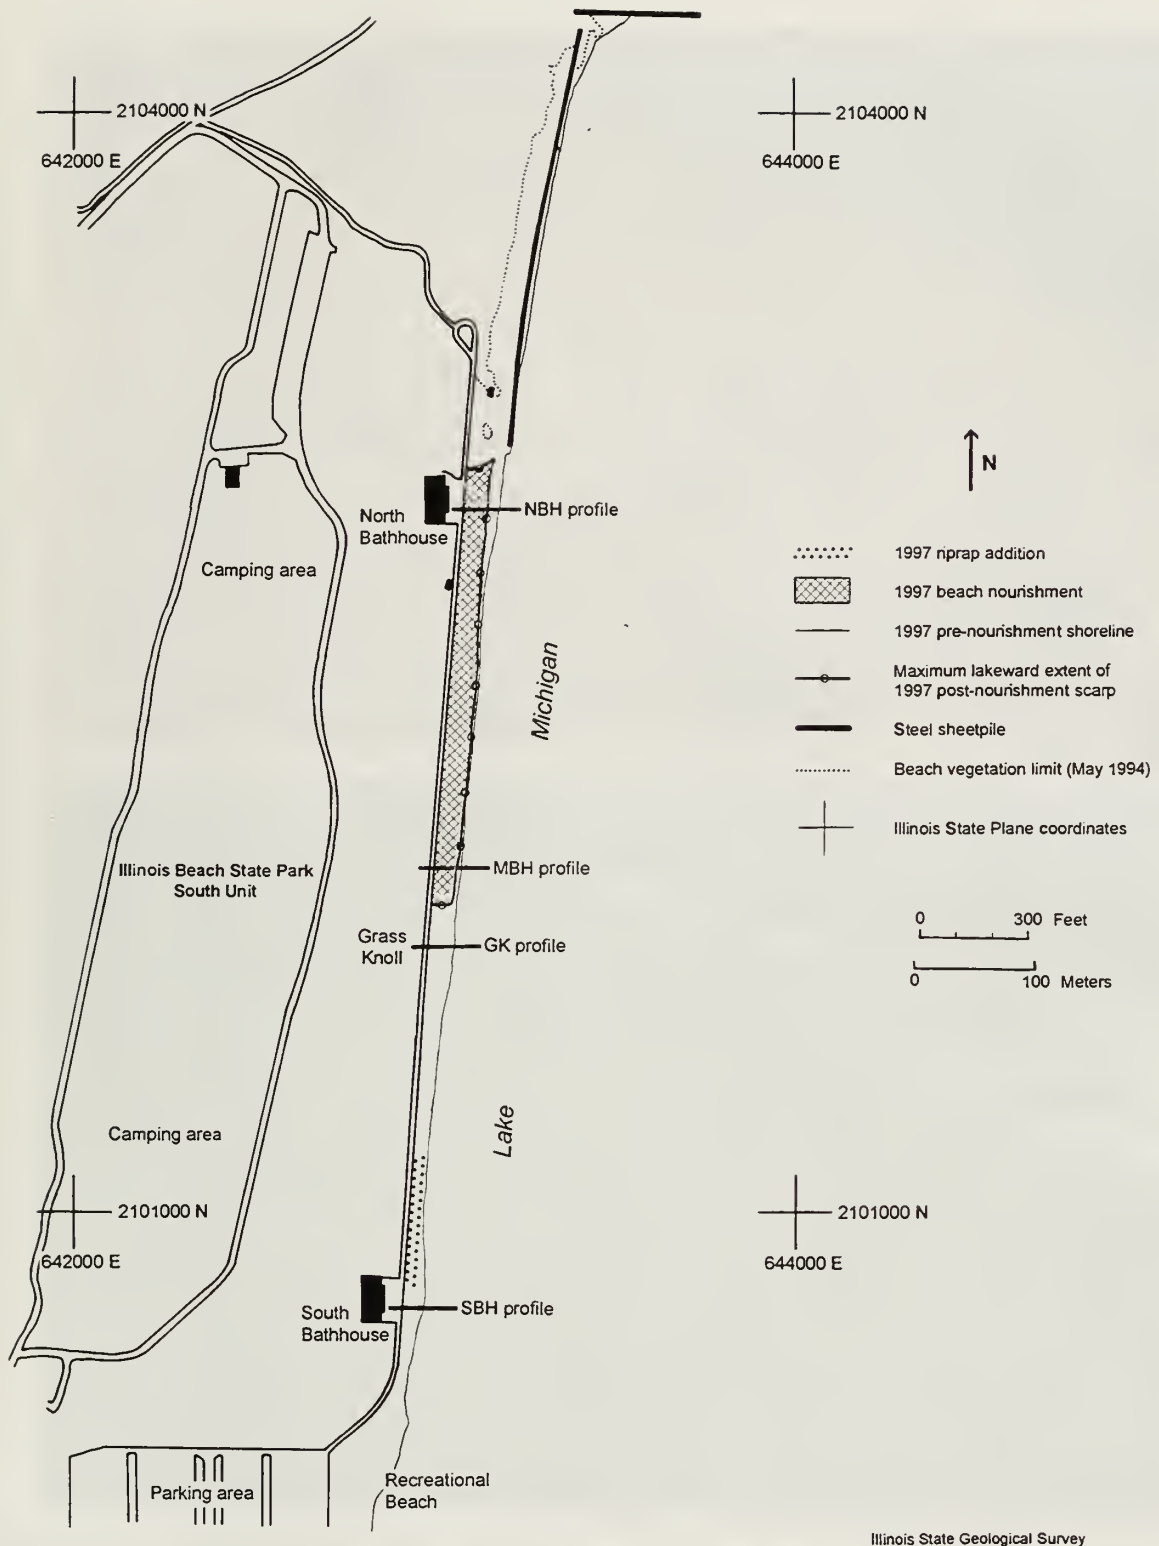 2104000 N
642000 E
2104000 N
644000 E
N
North
Bathhouse
NBH profile
Camping area
1997 riprap addition
1997 beach nourishment
1997 pre-nourishment shoreline
Maximum lakeward extent of
1997 post-nourishment scarp
Steel sheetpile
Beach vegetation limit (May 1994)
Illinois State Plane coordinates
Michigan
Illinois Beach State Park
South Unit
MBH profile
Grass
Knoll
GK profile
0 300 Feet
0 100 Meters
Lake
Camping area
2101000 N
642000 E
2101000 N
644000 E
South
Bathhouse
SBH profile
Recreational
Beach
Parking area
Illinois State Geological Survey